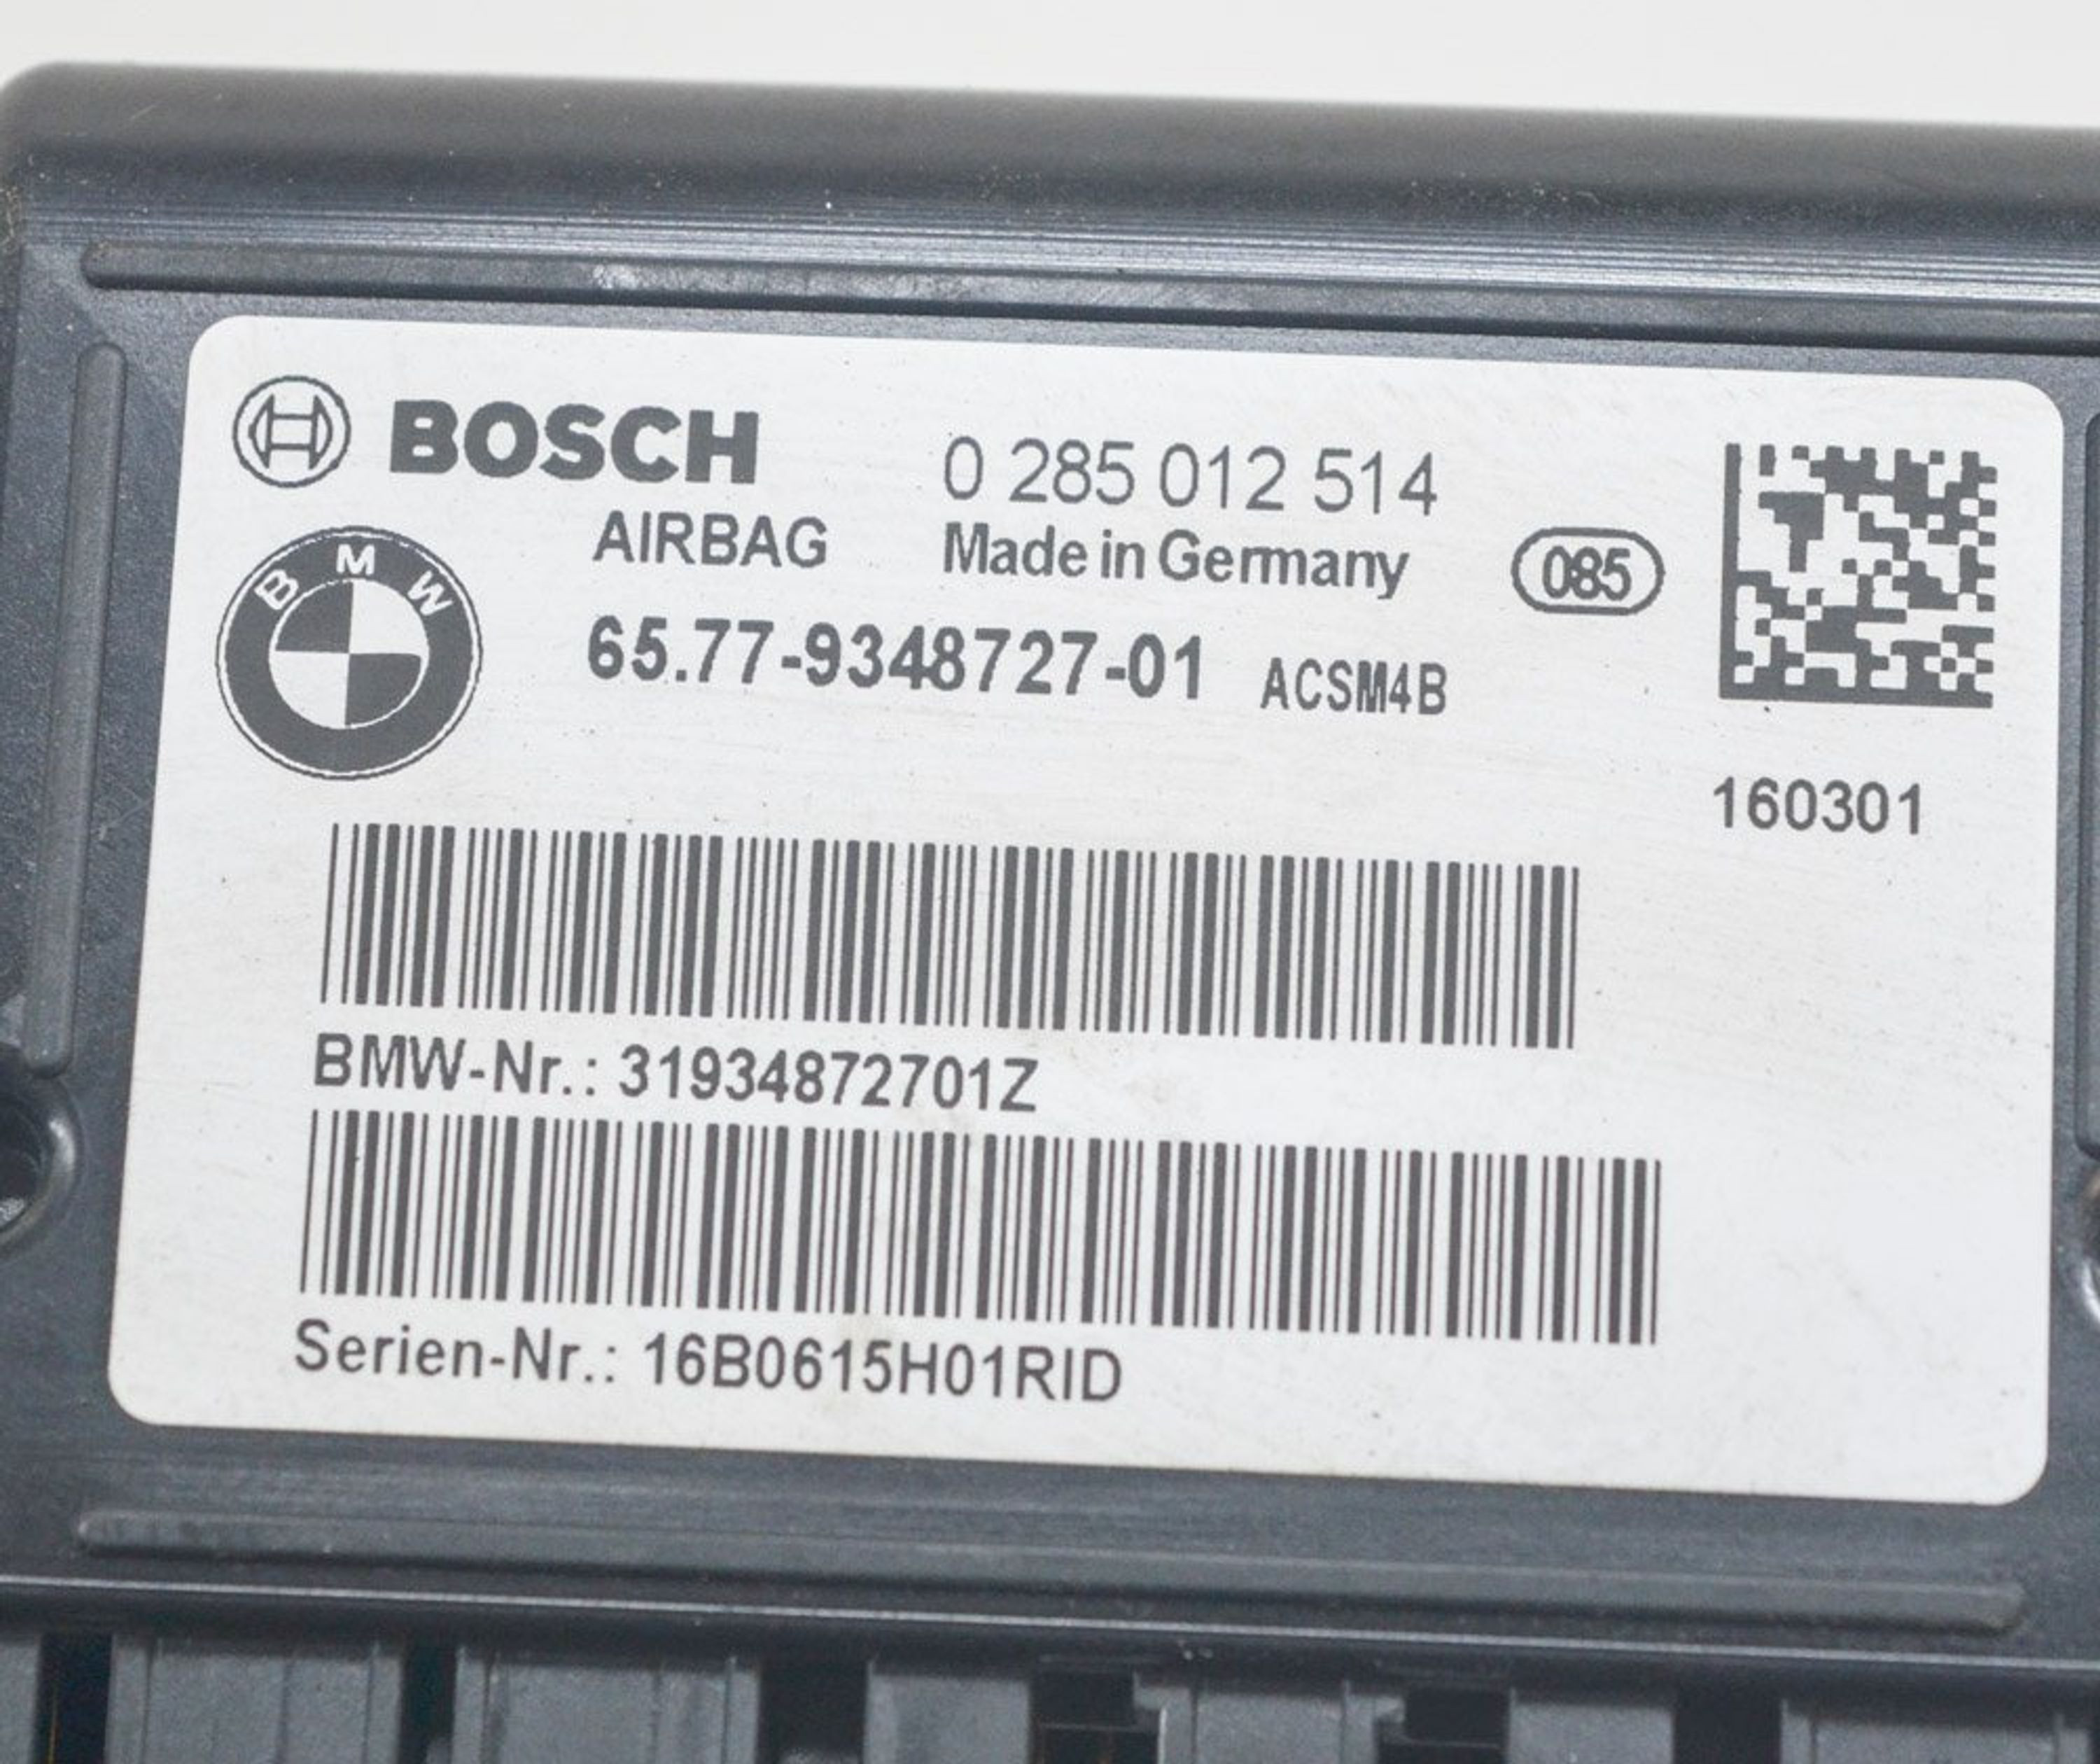 BOSCH 0 285 012 514
AIRBAG Made in Germany 085
BMW 65.77-9348727-01 ACSM4B
160301
BMW-Nr.: 31934872701Z
Serien-Nr.: 16B0615H01RID